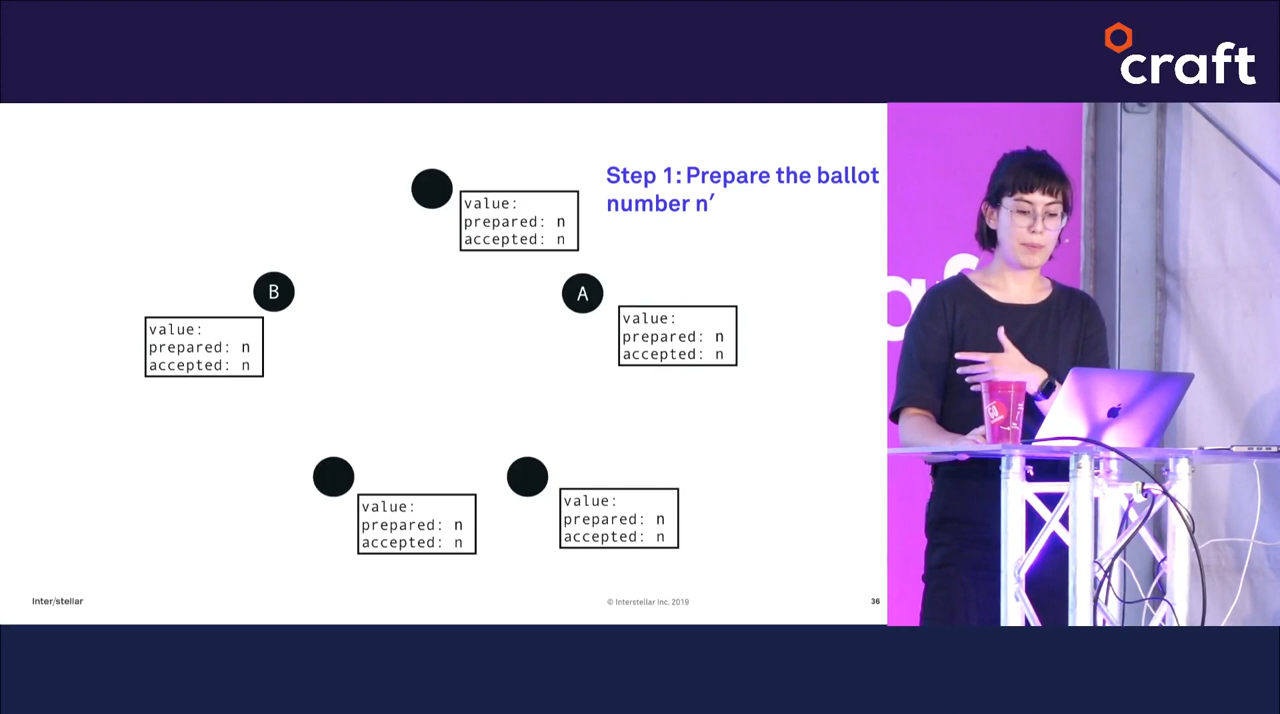 craft
Step 1: Prepare the ballot
number n′
value:
prepared: n
accepted: n
B
A
value:
prepared: n
accepted: n
value:
prepared: n
accepted: n
value:
prepared: n
accepted: n
value:
prepared: n
accepted: n
Inter/stellar
© Interstellar Inc. 2019
36